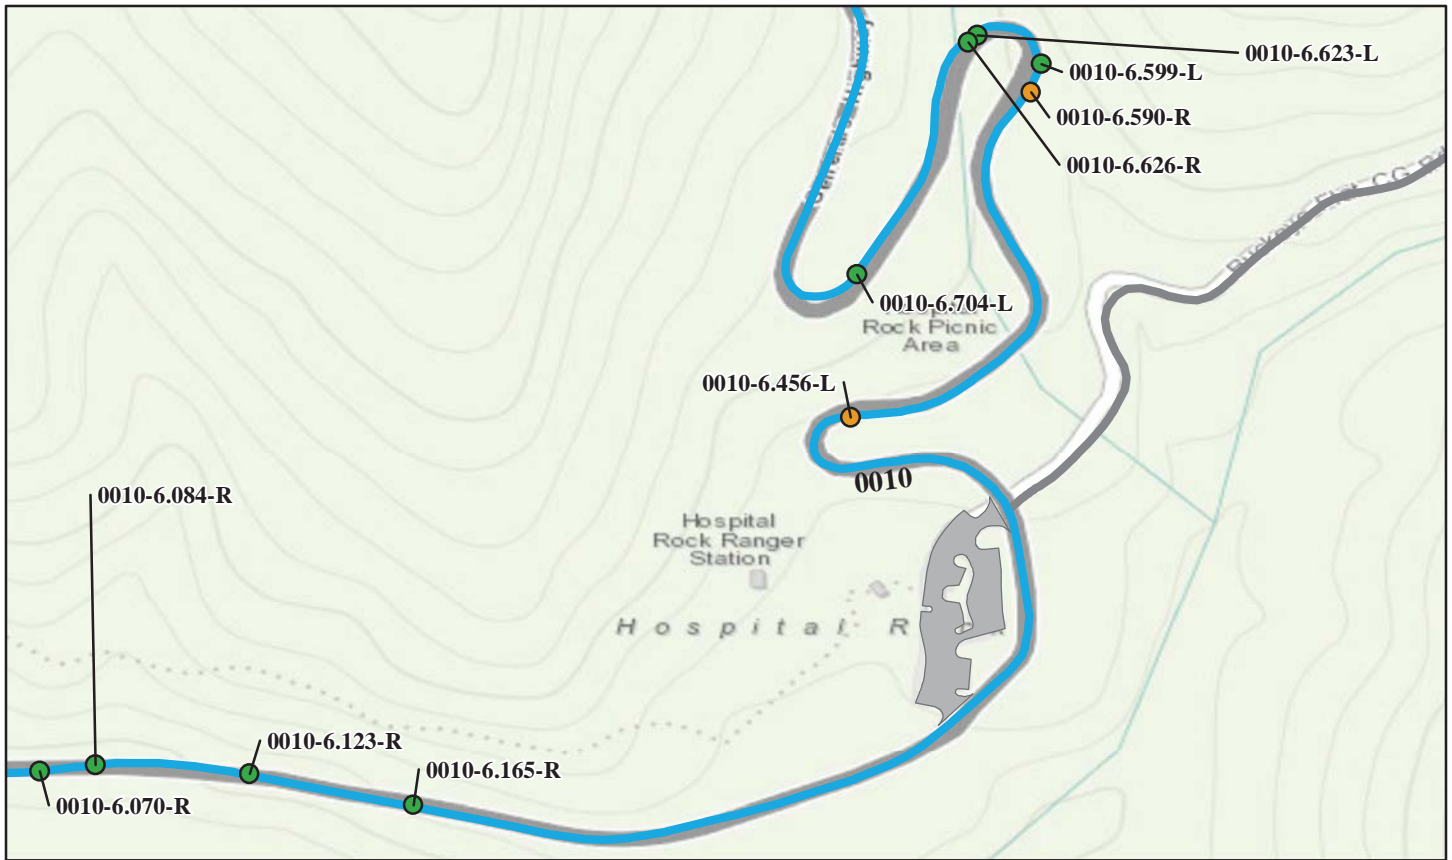 0010-6.623-L
0010-6.599-L
0010-6.590-R
0010-6.626-R
0010-6.704-L
Rock Picnic
Area
0010-6.456-L
0010
0010-6.084-R
Hospital
Rock Ranger
Station
Hospital R
0010-6.123-R
0010-6.165-R
0010-6.070-R